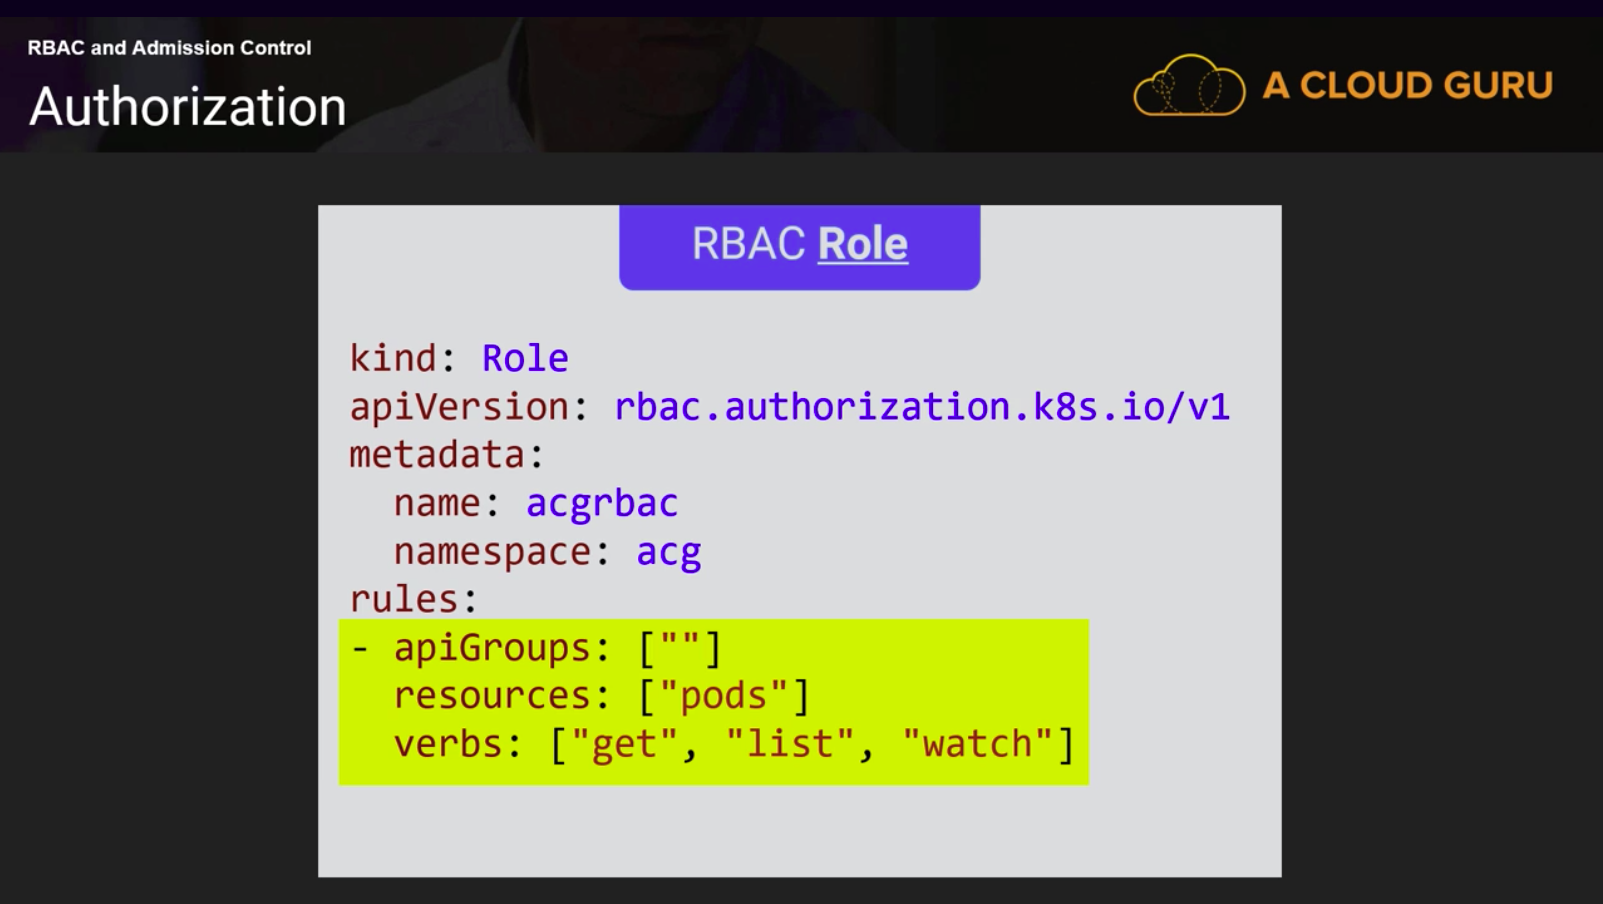 RBAC and Admission Control
Authorization
A CLOUD GURU
RBAC Role
kind: Role
apiVersion: rbac.authorization.k8s.io/v1
metadata:
  name: acgrbac
  namespace: acg
rules:
- apiGroups: [""]
  resources: ["pods"]
  verbs: ["get", "list", "watch"]